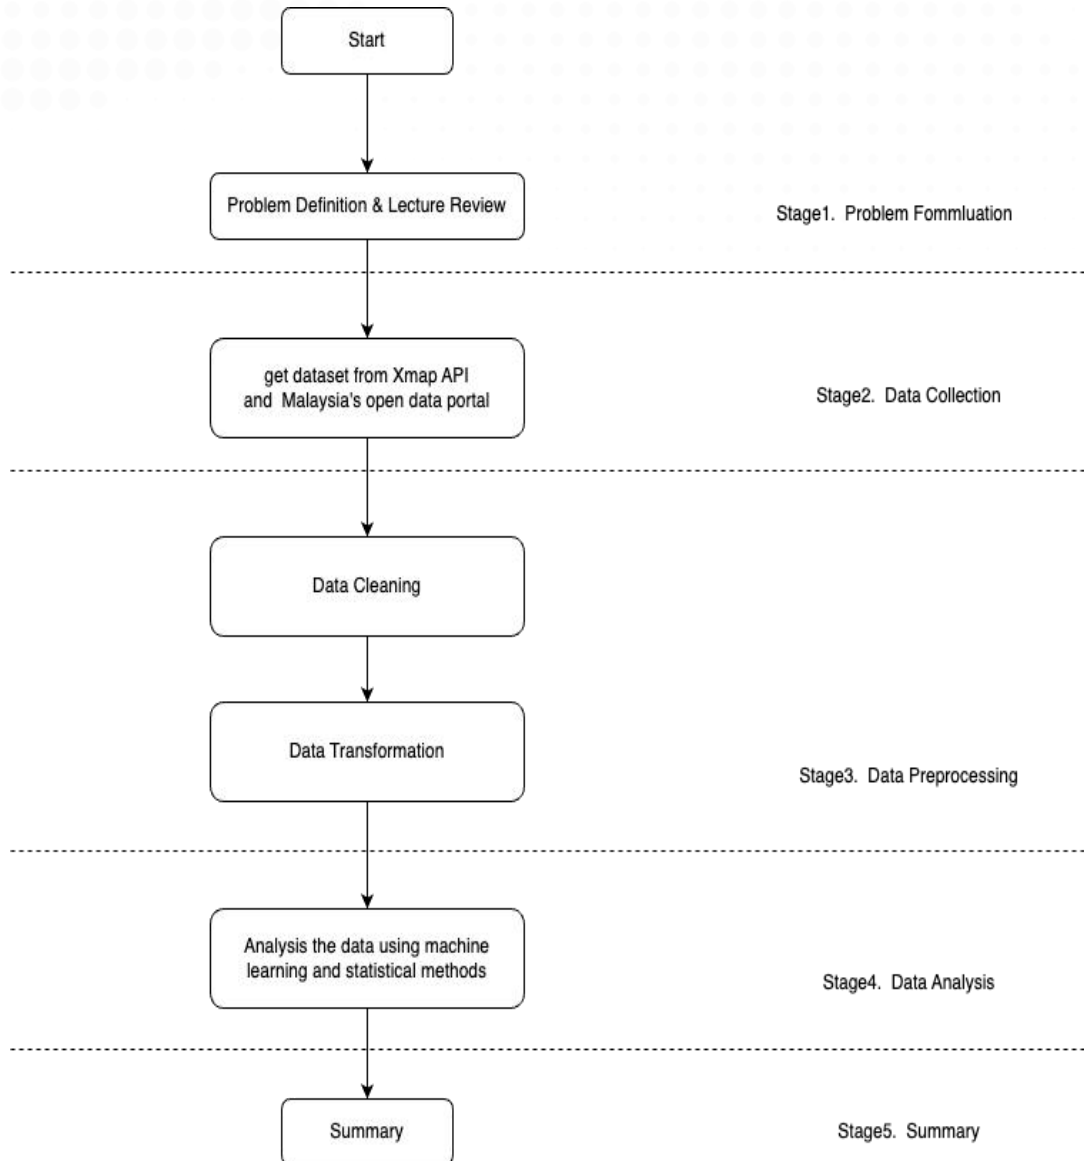 Start
Problem Definition & Lecture Review
Stage1. Problem Fommluation
get dataset from Xmap API
and Malaysia's open data portal
Stage2. Data Collection
Data Cleaning
Data Transformation
Stage3. Data Preprocessing
Analysis the data using machine
learning and statistical methods
Stage4. Data Analysis
Summary
Stage5. Summary